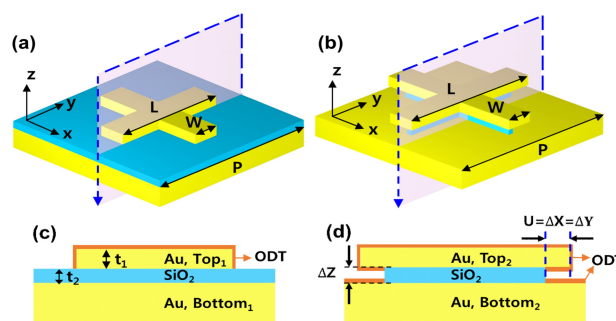 (a)
z
y
x
L
W
P
(b)
z
y
x
L
W
P
(c)
t₁
Au, Top₁
ODT
t₂
SiO₂
Au, Bottom₁
(d)
U=ΔX=ΔY
Au, Top₂
ODT
ΔZ
SiO₂
Au, Bottom₂